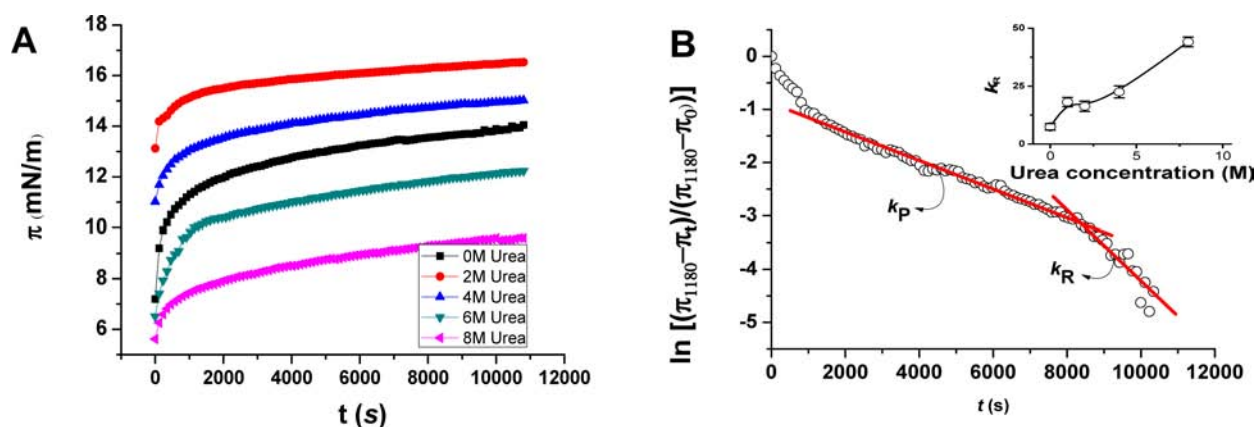 A
π (mN/m)
18
16
14
12
10
8
6
0M Urea
2M Urea
4M Urea
6M Urea
8M Urea
0 2000 4000 6000 8000 10000 12000
t (s)
B
ln [(π1180−πt)/(π1180−π0)]
0
-1
-2
-3
-4
-5
kP
kR
0 2000 4000 6000 8000 10000 12000
t (s)
kR
50
25
0
0 5 10
Urea concentration (M)